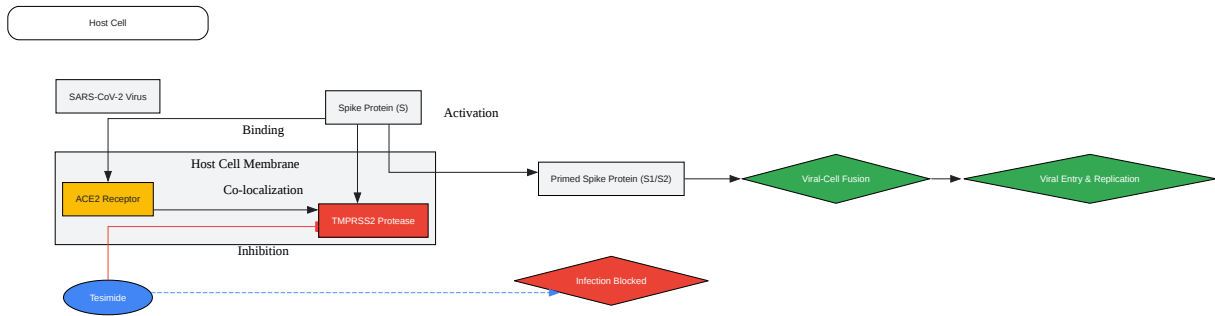 Host Cell
SARS-CoV-2 Virus
Spike Protein (S)
Activation
Binding
Host Cell Membrane
Co-localization
ACE2 Receptor
TMPRSS2 Protease
Primed Spike Protein (S1/S2)
Viral-Cell Fusion
Viral Entry & Replication
Inhibition
Tesimide
Infection Blocked